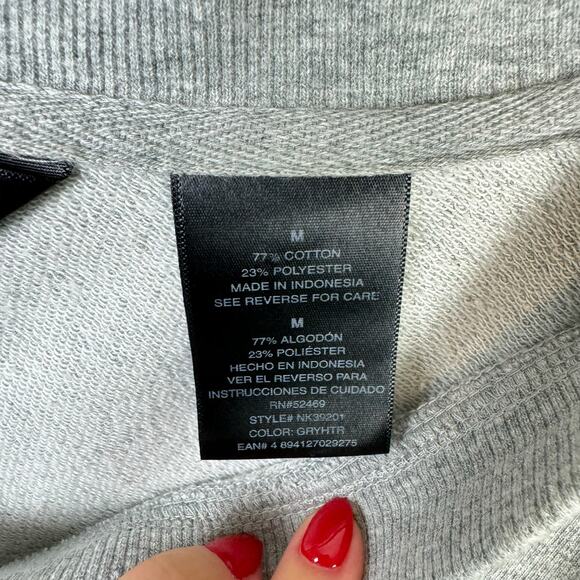 M
77% COTTON
23% POLYESTER
MADE IN INDONESIA
SEE REVERSE FOR CARE
M
77% ALGODÓN
23% POLIÉSTER
HECHO EN INDONESIA
VER EL REVERSO PARA
INSTRUCCIONES DE CUIDADO
RN#52469
STYLE# NK39201
COLOR: GRYHTR
EAN# 4 894127029275